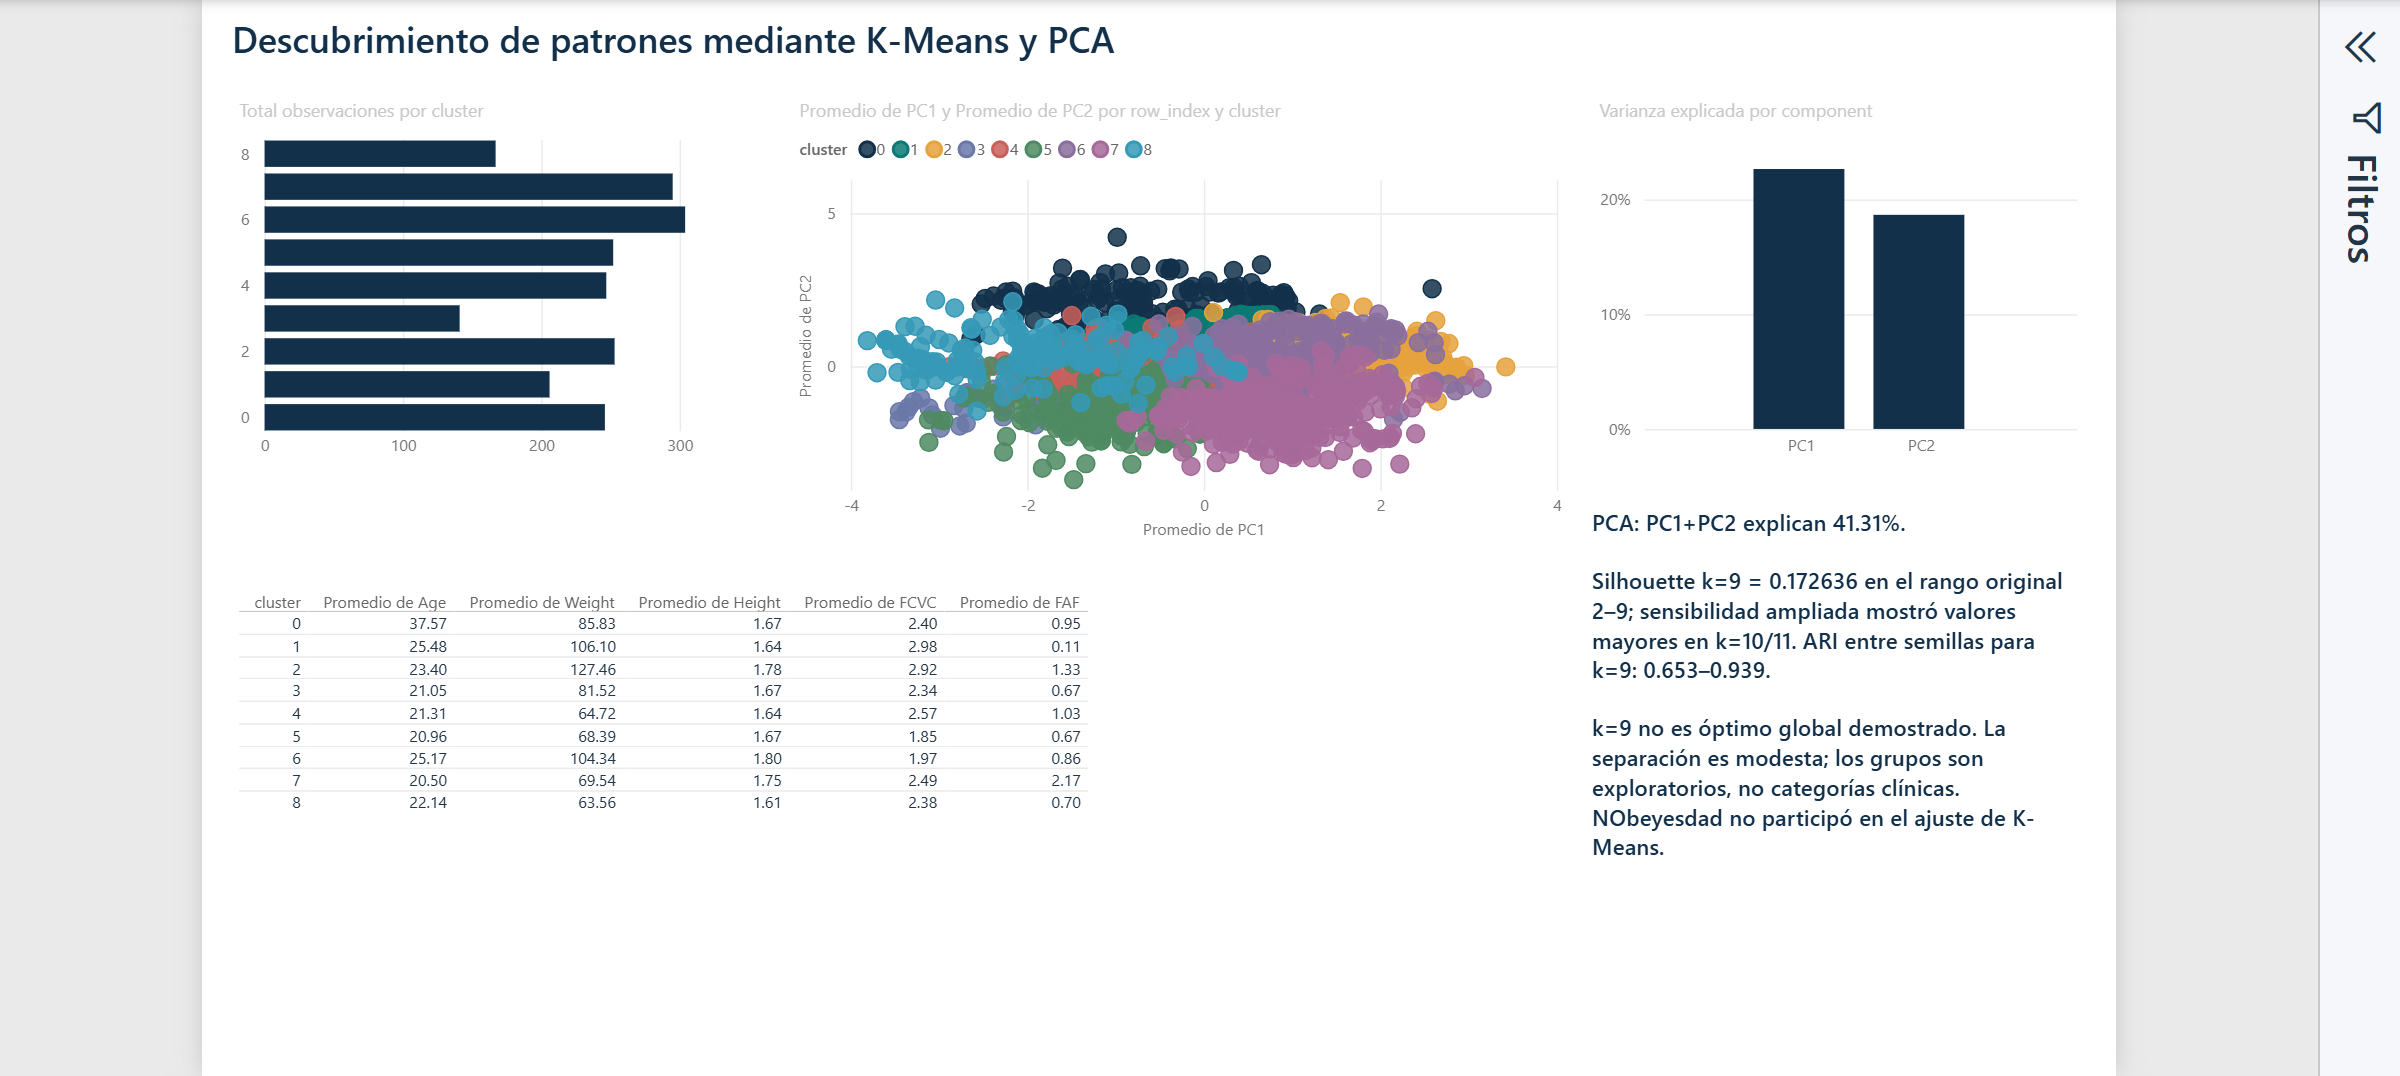 Descubrimiento de patrones mediante K-Means y PCA
Total observaciones por cluster
8
6
4
2
0
0 100 200 300
Promedio de PC1 y Promedio de PC2 por row_index y cluster
cluster 0 1 2 3 4 5 6 7 8
Promedio de PC2
5
0
-4 -2 0 2 4
Promedio de PC1
Varianza explicada por component
20%
10%
0%
PC1 PC2
cluster Promedio de Age Promedio de Weight Promedio de Height Promedio de FCVC Promedio de FAF
0 37.57 85.83 1.67 2.40 0.95
1 25.48 106.10 1.64 2.98 0.11
2 23.40 127.46 1.78 2.92 1.33
3 21.05 81.52 1.67 2.34 0.67
4 21.31 64.72 1.64 2.57 1.03
5 20.96 68.39 1.67 1.85 0.67
6 25.17 104.34 1.80 1.97 0.86
7 20.50 69.54 1.75 2.49 2.17
8 22.14 63.56 1.61 2.38 0.70
PCA: PC1+PC2 explican 41.31%.
Silhouette k=9 = 0.172636 en el rango original
2–9; sensibilidad ampliada mostró valores
mayores en k=10/11. ARI entre semillas para
k=9: 0.653–0.939.
k=9 no es óptimo global demostrado. La
separación es modesta; los grupos son
exploratorios, no categorías clínicas.
NObeyesdad no participó en el ajuste de K-
Means.
Filtros